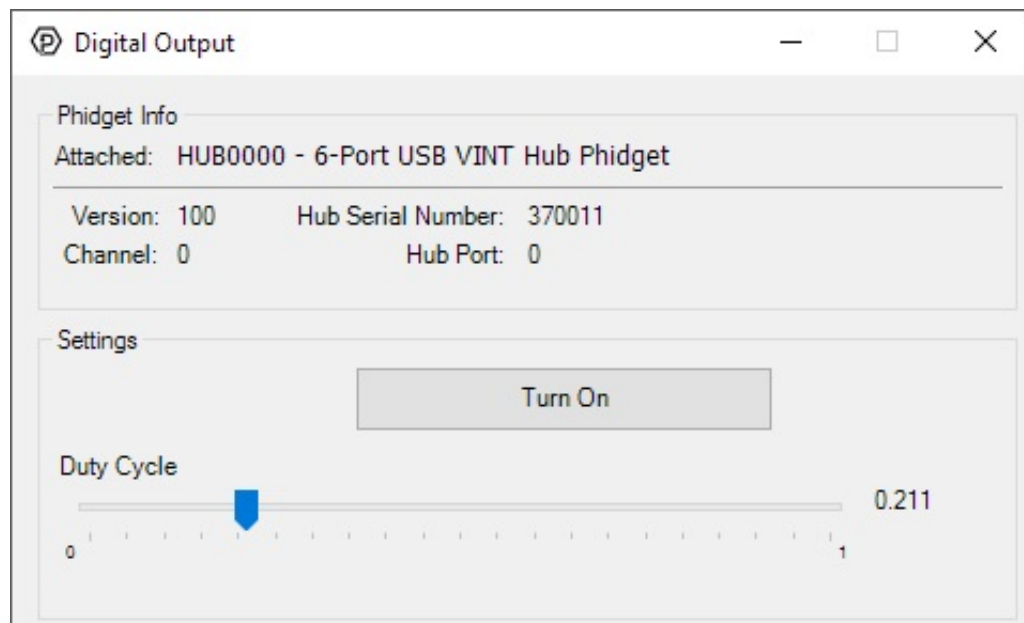 Digital Output
Phidget Info
Attached: HUB0000 - 6-Port USB VINT Hub Phidget
Version: 100 Hub Serial Number: 370011
Channel: 0 Hub Port: 0
Settings
Turn On
Duty Cycle
0.211
0 1